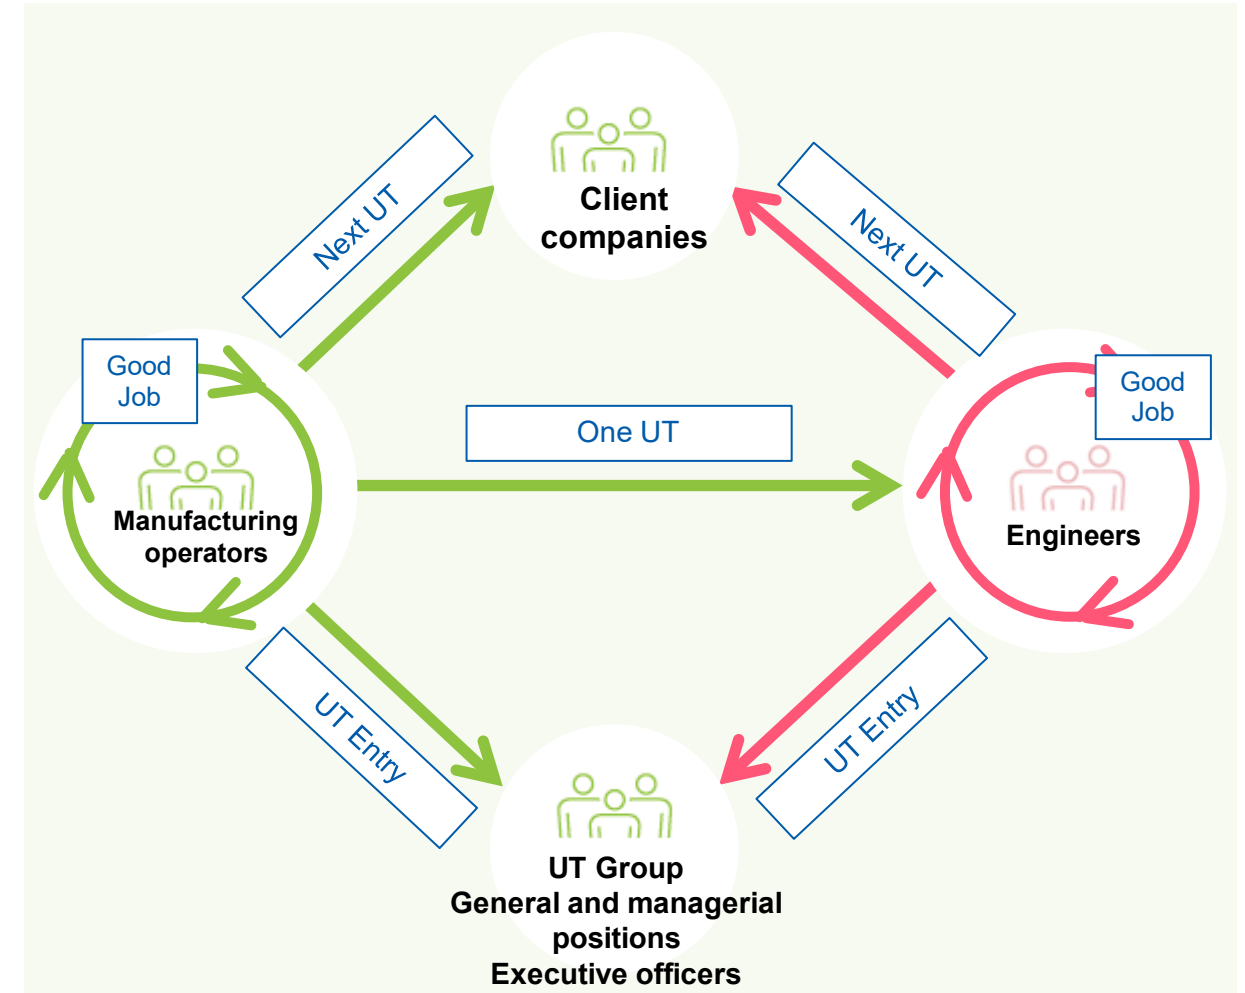 Client
companies
Next UT
Next UT
Good
Job
Good
Job
One UT
Manufacturing
operators
Engineers
UT Entry
UT Entry
UT Group
General and managerial
positions
Executive officers